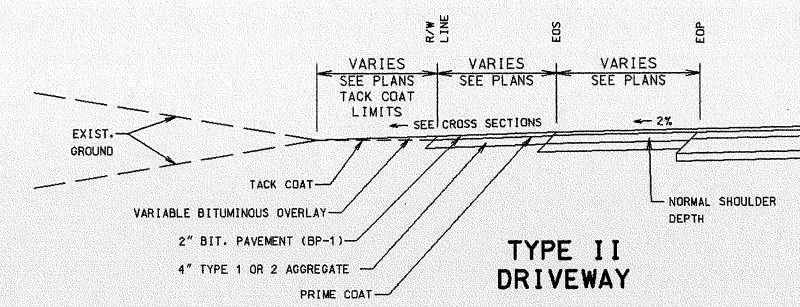 R/W
LINE
EOS
EOP
VARIES
SEE PLANS
TACK COAT
LIMITS
VARIES
SEE PLANS
VARIES
SEE PLANS
← SEE CROSS SECTIONS
← 2%
EXIST.
GROUND
TACK COAT
VARIABLE BITUMINOUS OVERLAY
2" BIT. PAVEMENT (BP-1)
4" TYPE 1 OR 2 AGGREGATE
PRIME COAT
NORMAL SHOULDER
DEPTH
TYPE II
DRIVEWAY